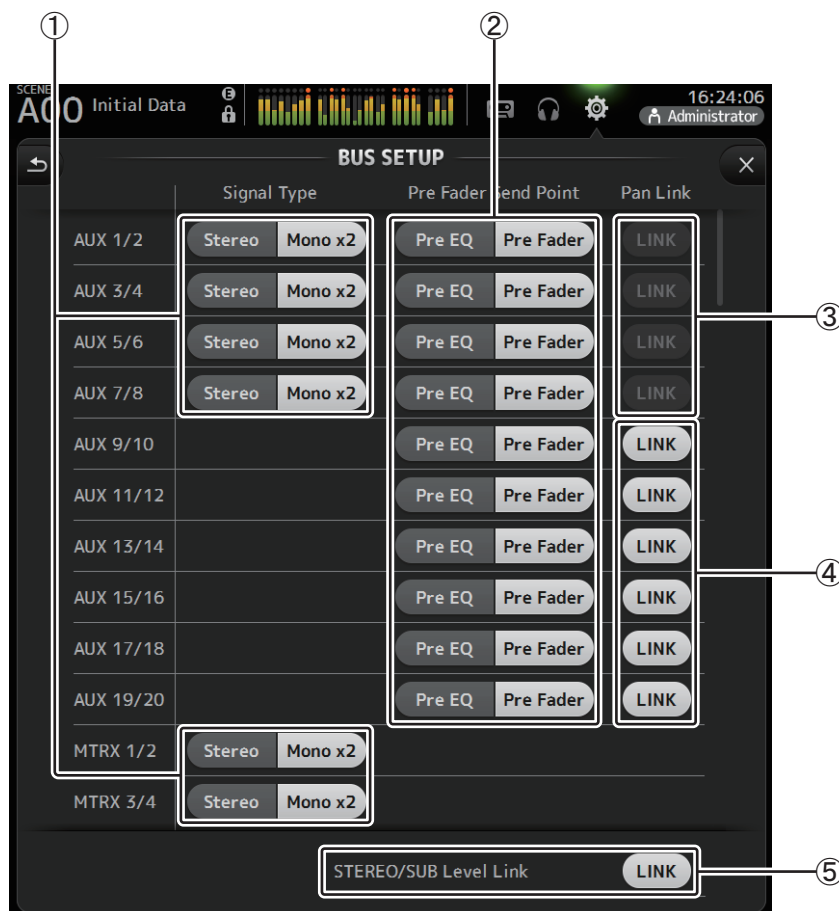 ① ②
SCENE
A00 Initial Data E 16:24:06
Administrator
BUS SETUP
Signal Type Pre Fader Send Point Pan Link
AUX 1/2 Stereo Mono x2 Pre EQ Pre Fader LINK
AUX 3/4 Stereo Mono x2 Pre EQ Pre Fader LINK
③
AUX 5/6 Stereo Mono x2 Pre EQ Pre Fader LINK
AUX 7/8 Stereo Mono x2 Pre EQ Pre Fader LINK
AUX 9/10 Pre EQ Pre Fader LINK
AUX 11/12 Pre EQ Pre Fader LINK
AUX 13/14 Pre EQ Pre Fader LINK
④
AUX 15/16 Pre EQ Pre Fader LINK
AUX 17/18 Pre EQ Pre Fader LINK
AUX 19/20 Pre EQ Pre Fader LINK
MTRX 1/2 Stereo Mono x2
MTRX 3/4 Stereo Mono x2
STEREO/SUB Level Link LINK ⑤